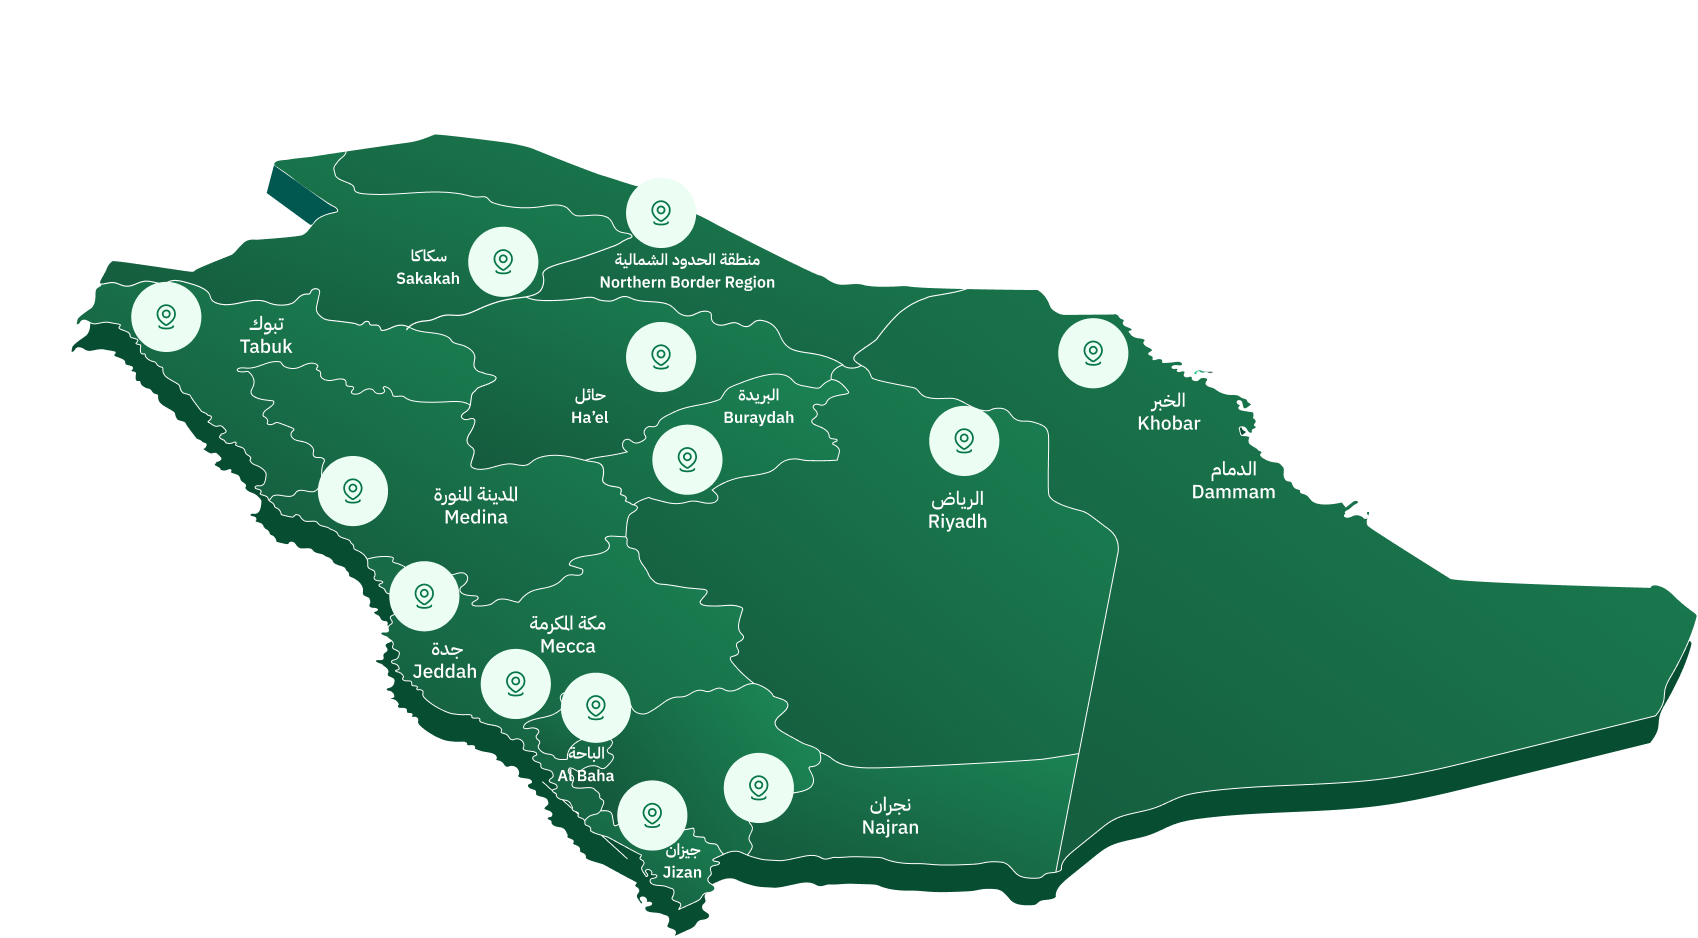 سكاكا
Sakakah
منطقة الحدود الشمالية
Northern Border Region
تبوك
Tabuk
حائل
Ha’el
البريدة
Buraydah
الخبر
Khobar
الدمام
Dammam
المدينة المنورة
Medina
الرياض
Riyadh
مكة المكرمة
Mecca
جدة
Jeddah
الباحة
Al Baha
نجران
Najran
جيزان
Jizan